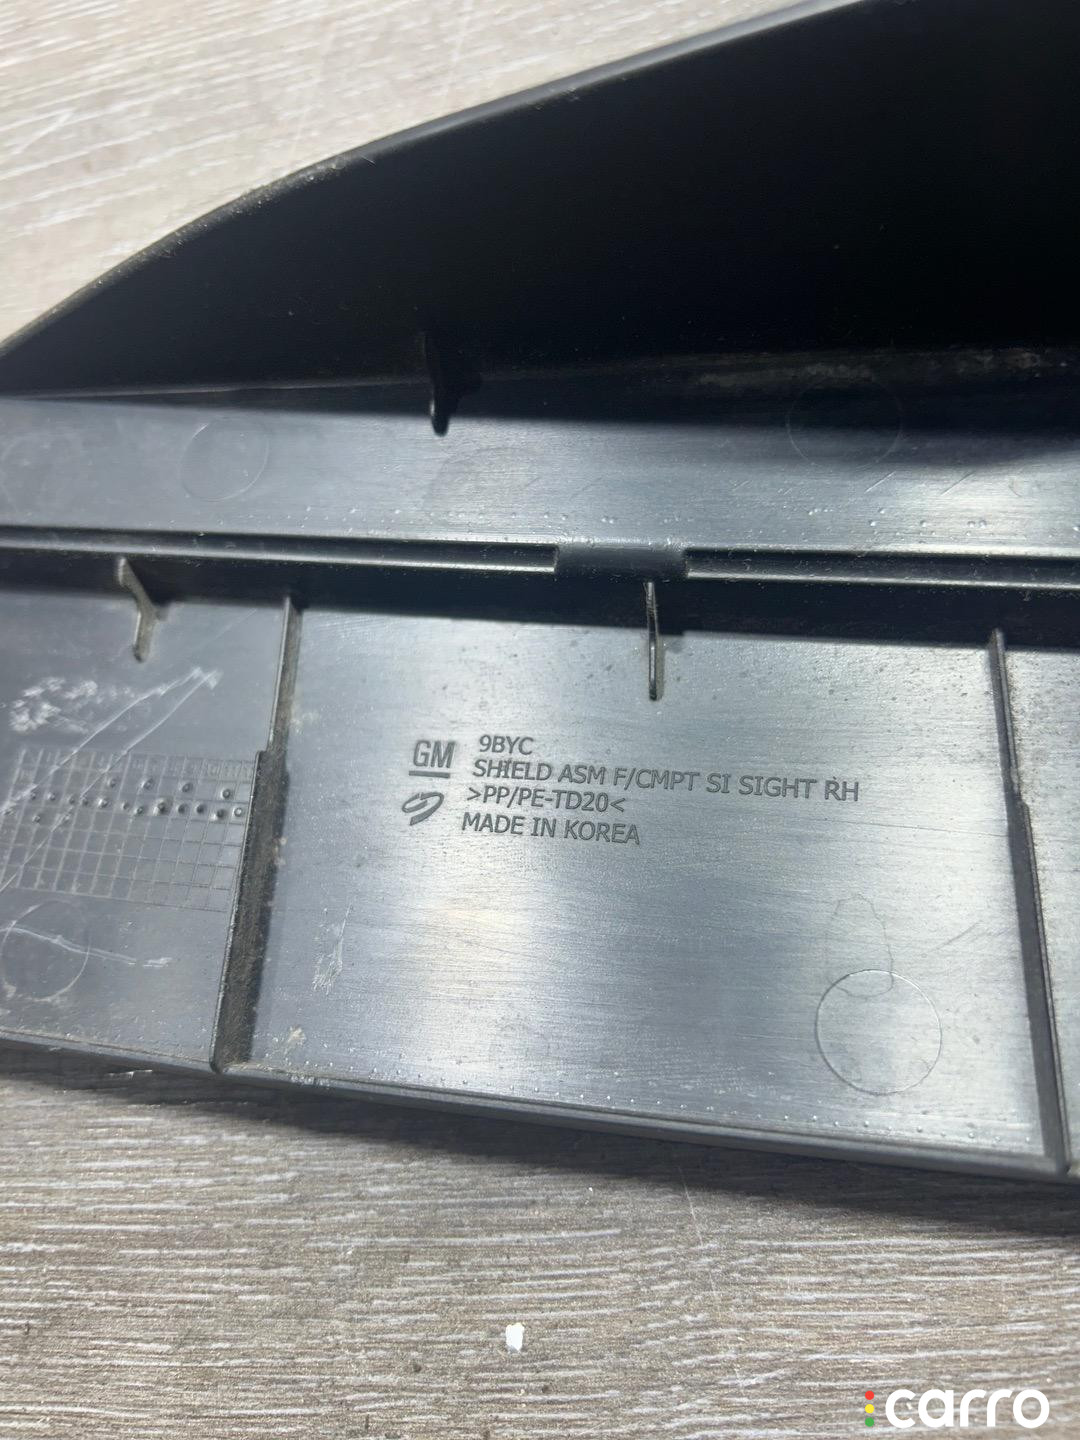 GM
9BYC
SHIELD ASM F/CMPT SI SIGHT RH
>PP/PE-TD20<
MADE IN KOREA
carro